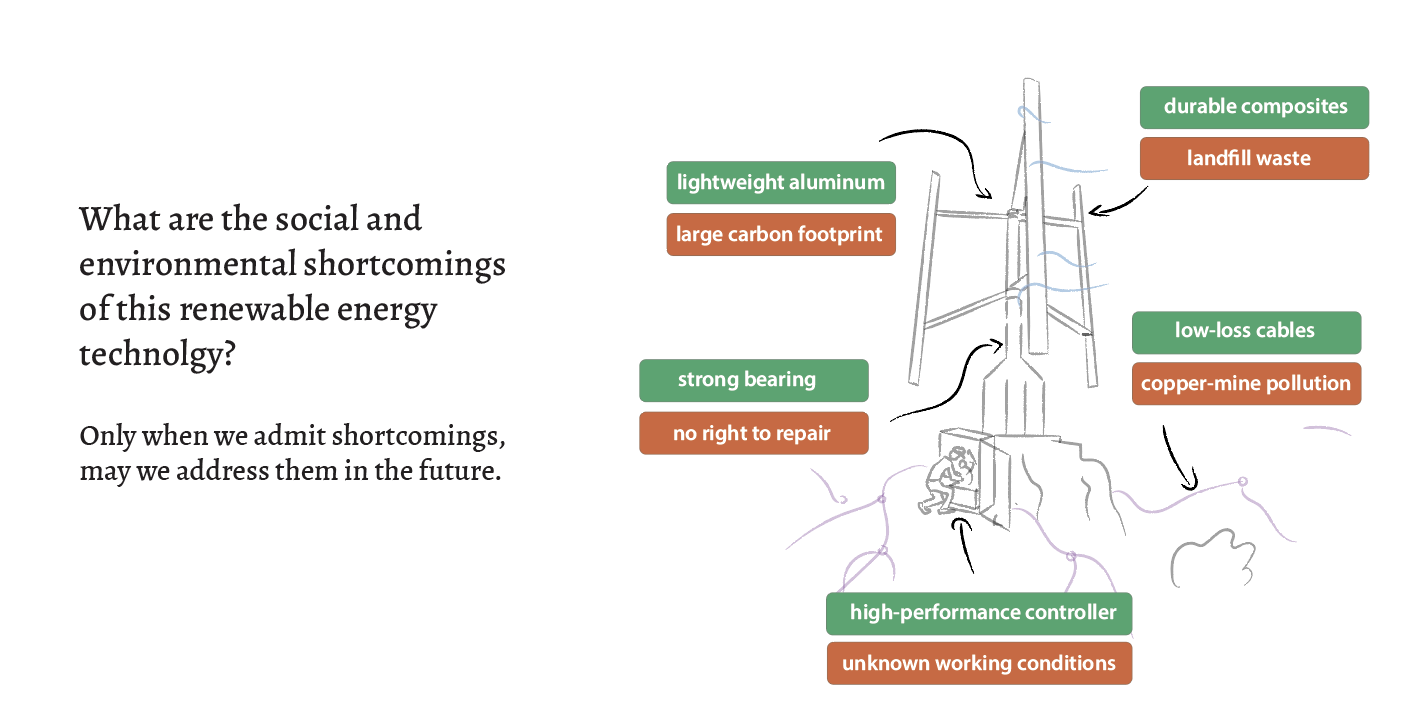 What are the social and
environmental shortcomings
of this renewable energy
technolgy?
Only when we admit shortcomings,
may we address them in the future.
durable composites
landfill waste
lightweight aluminum
large carbon footprint
low-loss cables
copper-mine pollution
strong bearing
no right to repair
high-performance controller
unknown working conditions